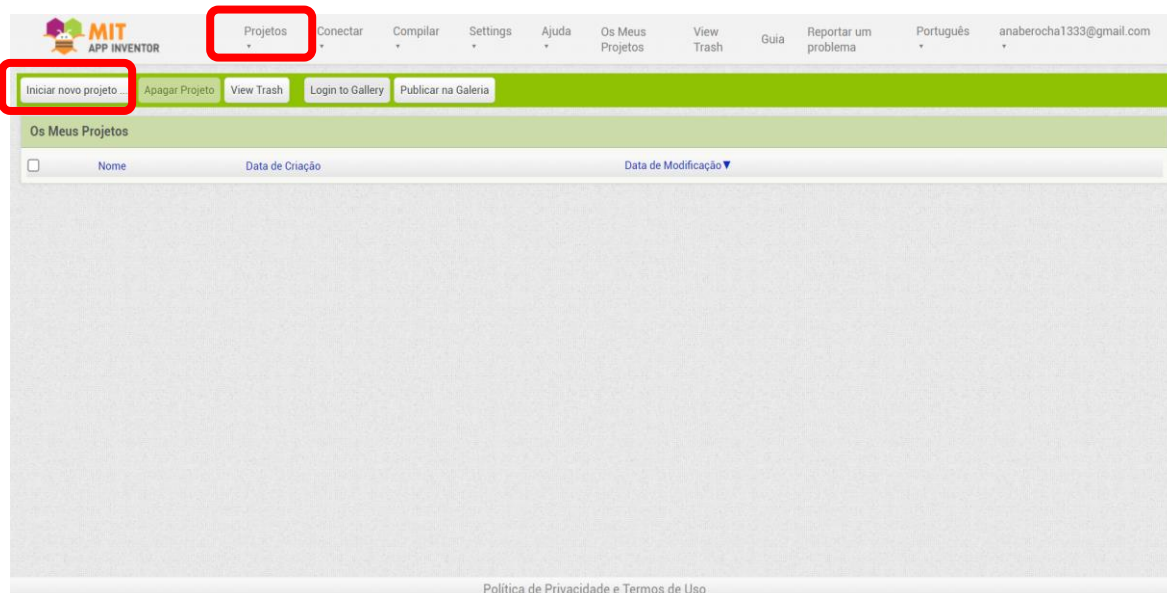 MIT
APP INVENTOR
Projetos Conectar Compilar Settings Ajuda Os Meus Projetos View Trash Guia Reportar um problema Português anaberocha1333@gmail.com
Iniciar novo projeto ... Apagar Projeto View Trash Login to Gallery Publicar na Galeria
Os Meus Projetos
Nome Data de Criação Data de Modificação▼
Política de Privacidade e Termos de Uso